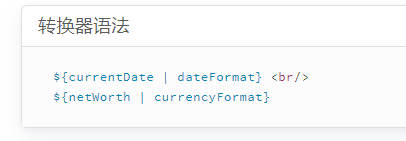 转换器语法
${currentDate | dateFormat} <br/>
${netWorth | currencyFormat}